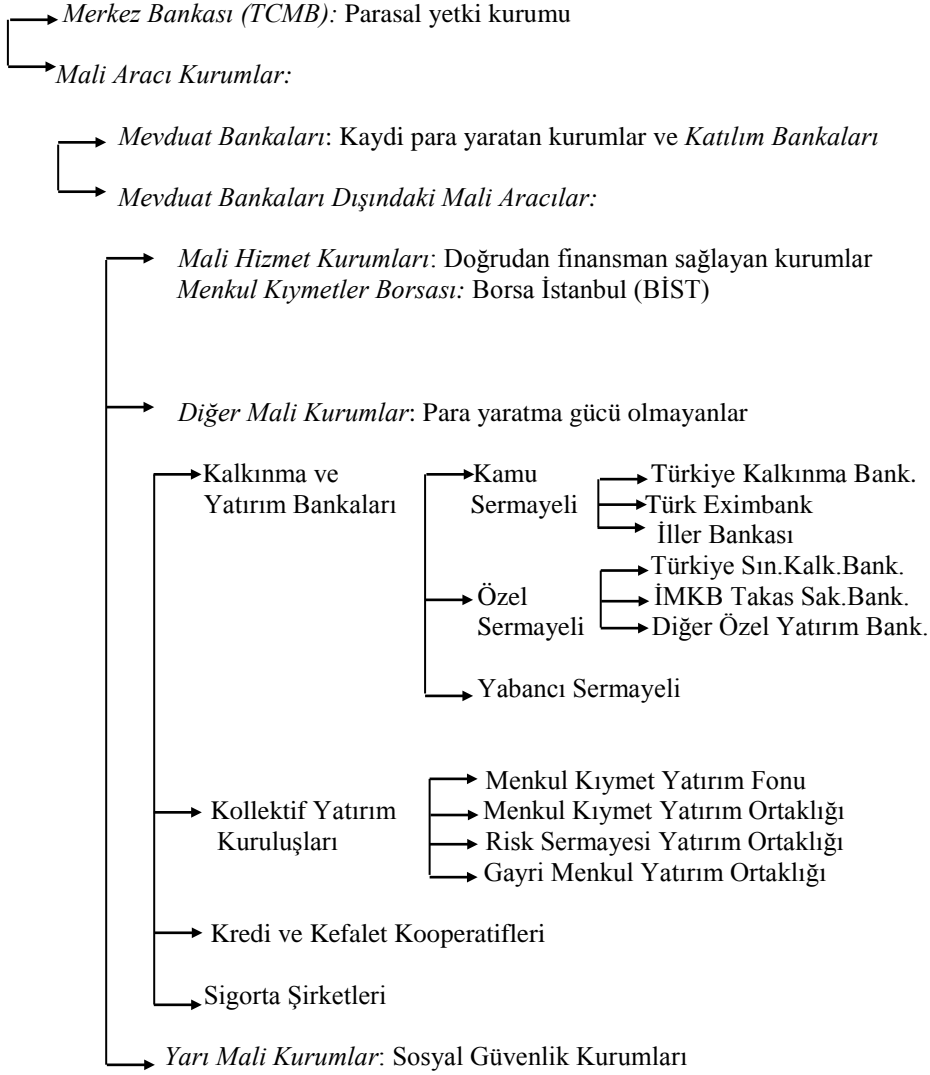 Merkez Bankası (TCMB): Parasal yetki kurumu
Mali Aracı Kurumlar:
Mevduat Bankaları: Kaydi para yaratan kurumlar ve Katılım Bankaları
Mevduat Bankaları Dışındaki Mali Aracılar:
Mali Hizmet Kurumları: Doğrudan finansman sağlayan kurumlar
Menkul Kıymetler Borsası: Borsa İstanbul (BİST)
Diğer Mali Kurumlar: Para yaratma gücü olmayanlar
Kalkınma ve
Yatırım Bankaları
Kamu
Sermayeli
Türkiye Kalkınma Bank.
Türk Eximbank
İller Bankası
Özel
Sermayeli
Türkiye Sın.Kalk.Bank.
İMKB Takas Sak.Bank.
Diğer Özel Yatırım Bank.
Yabancı Sermayeli
Kollektif Yatırım
Kuruluşları
Menkul Kıymet Yatırım Fonu
Menkul Kıymet Yatırım Ortaklığı
Risk Sermayesi Yatırım Ortaklığı
Gayri Menkul Yatırım Ortaklığı
Kredi ve Kefalet Kooperatifleri
Sigorta Şirketleri
Yarı Mali Kurumlar: Sosyal Güvenlik Kurumları